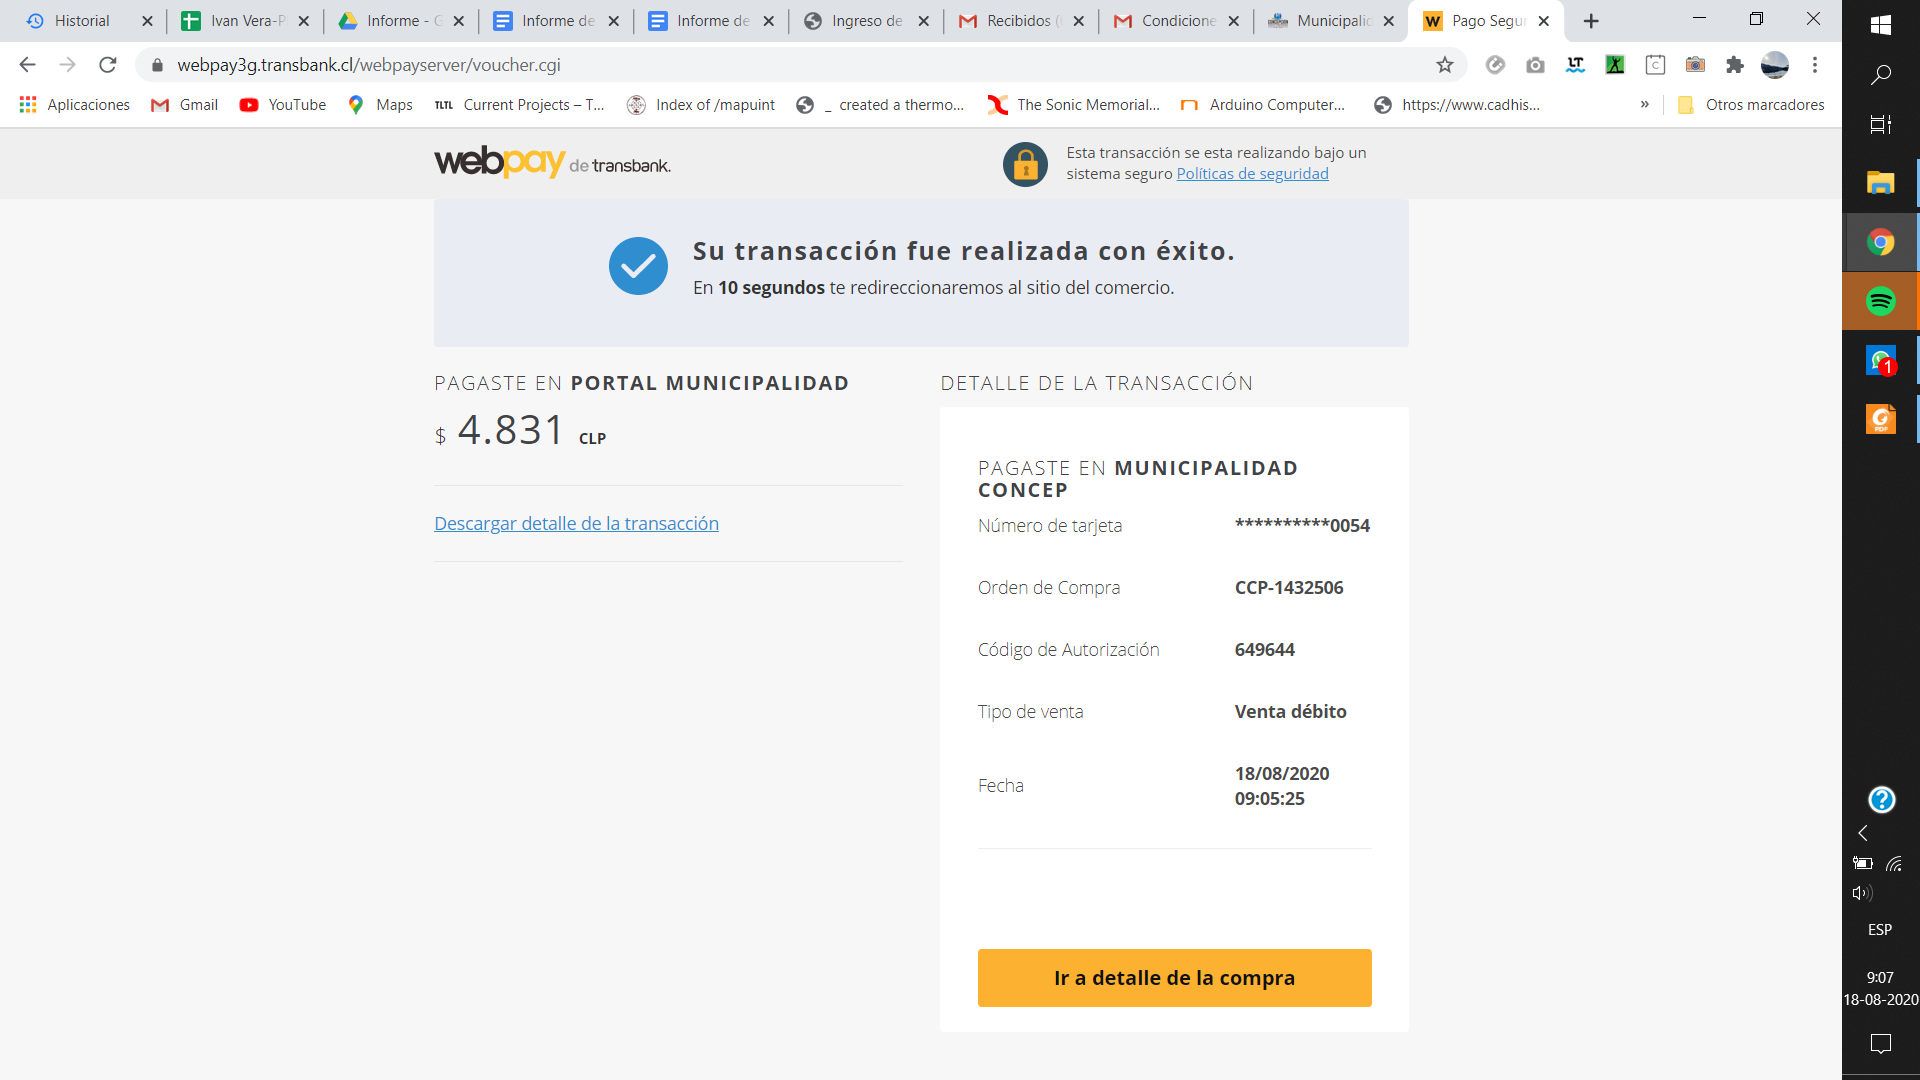 Historial
Ivan Vera-P
Informe - G
Informe de
Informe de
Ingreso de
Recibidos (
Condicione
Municipalid
Pago Segur
webpay3g.transbank.cl/webpayserver/voucher.cgi
Aplicaciones
Gmail
YouTube
Maps
TLTL Current Projects – T...
Index of /mapuint
_ created a thermo...
The Sonic Memorial...
Arduino Computer...
https://www.cadhis...
»
Otros marcadores
webpay de transbank.
Esta transacción se esta realizando bajo un
sistema seguro Políticas de seguridad
Su transacción fue realizada con éxito.
En 10 segundos te redireccionaremos al sitio del comercio.
PAGASTE EN PORTAL MUNICIPALIDAD
$ 4.831 CLP
Descargar detalle de la transacción
DETALLE DE LA TRANSACCIÓN
PAGASTE EN MUNICIPALIDAD
CONCEP
Número de tarjeta **********0054
Orden de Compra CCP-1432506
Código de Autorización 649644
Tipo de venta Venta débito
Fecha 18/08/2020
09:05:25
Ir a detalle de la compra
1
PDF
ESP
9:07
18-08-2020